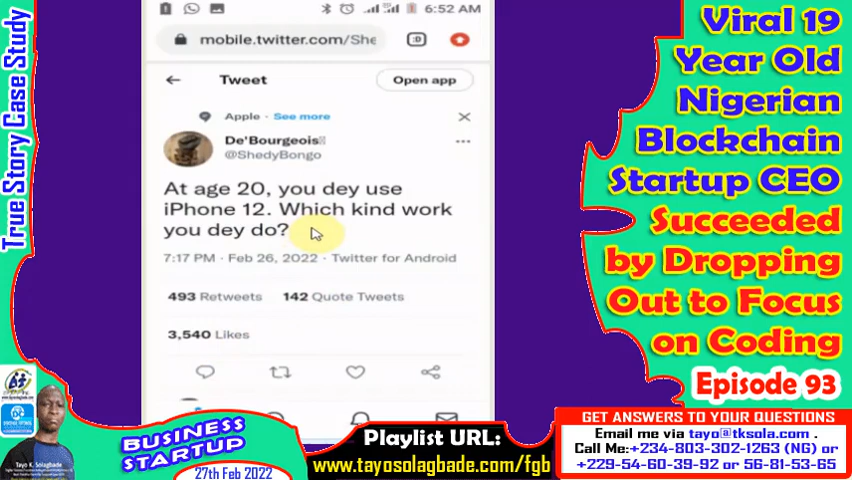 True Story Case Study
6:52 AM
mobile.twitter.com/She
:D
Tweet
Open app
Apple · See more
De'Bourgeois
@ShedyBongo
At age 20, you dey use
iPhone 12. Which kind work
you dey do?
7:17 PM · Feb 26, 2022 · Twitter for Android
493 Retweets 142 Quote Tweets
3,540 Likes
Viral 19
Year Old
Nigerian
Blockchain
Startup CEO
Succeeded
by Dropping
Out to Focus
on Coding
Episode 93
Tayo K. Solagbade
BUSINESS
STARTUP
27th Feb 2022
Playlist URL:
www.tayosolagbade.com/fgb
GET ANSWERS TO YOUR QUESTIONS
Email me via tayo@tksola.com .
Call Me:+234-803-302-1263 (NG) or
+229-54-60-39-92 or 56-81-53-65